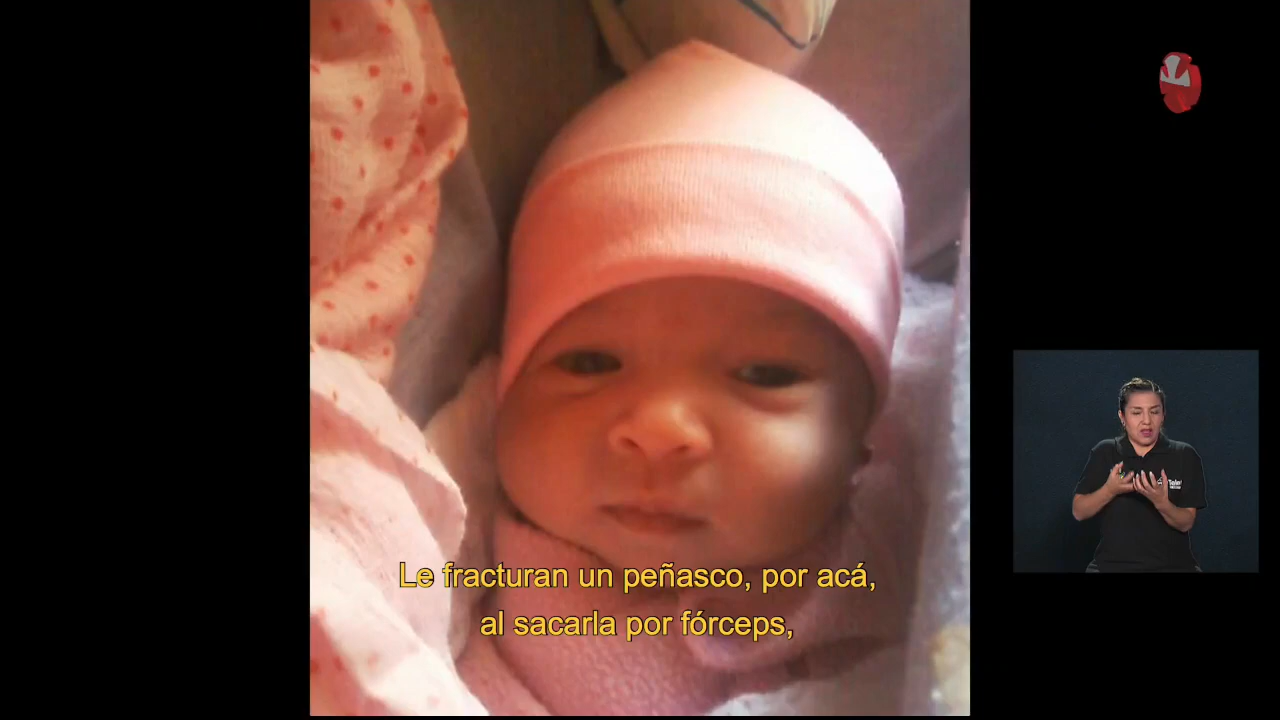 Le fracturan un peñasco, por acá,
al sacarla por fórceps,